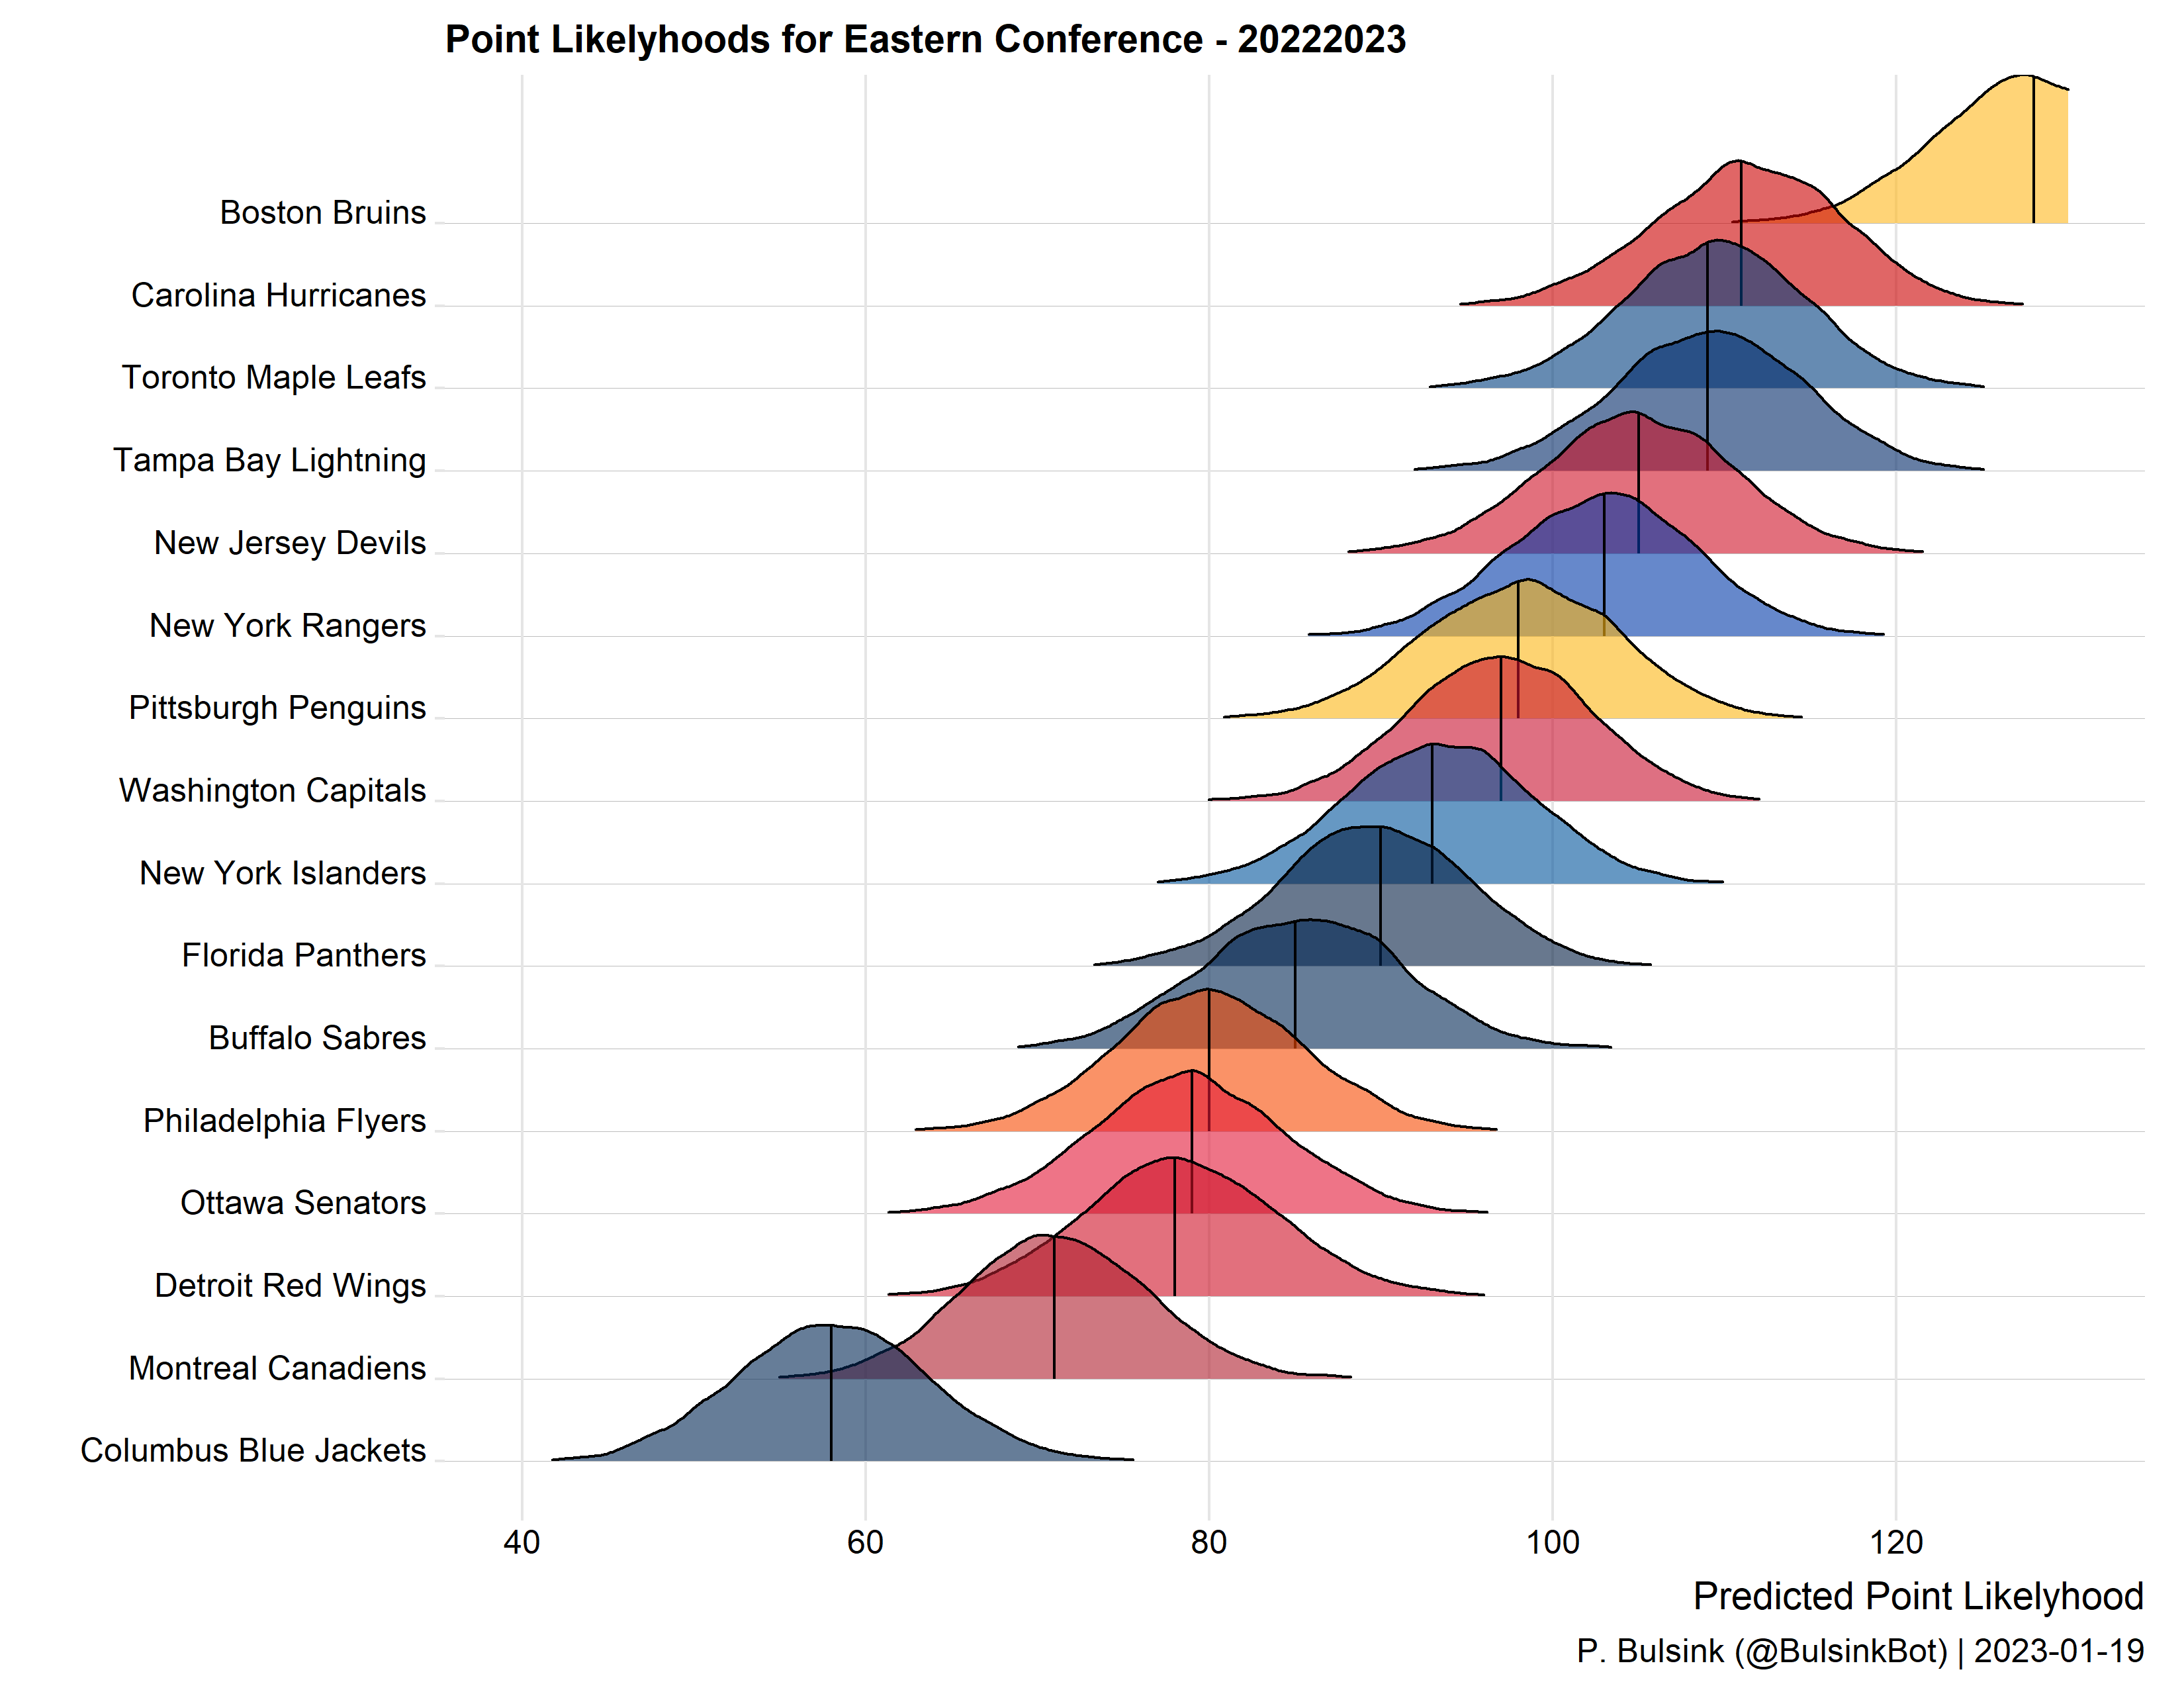 Point Likelyhoods for Eastern Conference - 20222023
Boston Bruins
Carolina Hurricanes
Toronto Maple Leafs
Tampa Bay Lightning
New Jersey Devils
New York Rangers
Pittsburgh Penguins
Washington Capitals
New York Islanders
Florida Panthers
Buffalo Sabres
Philadelphia Flyers
Ottawa Senators
Detroit Red Wings
Montreal Canadiens
Columbus Blue Jackets
40 60 80 100 120
Predicted Point Likelyhood
P. Bulsink (@BulsinkBot) | 2023-01-19